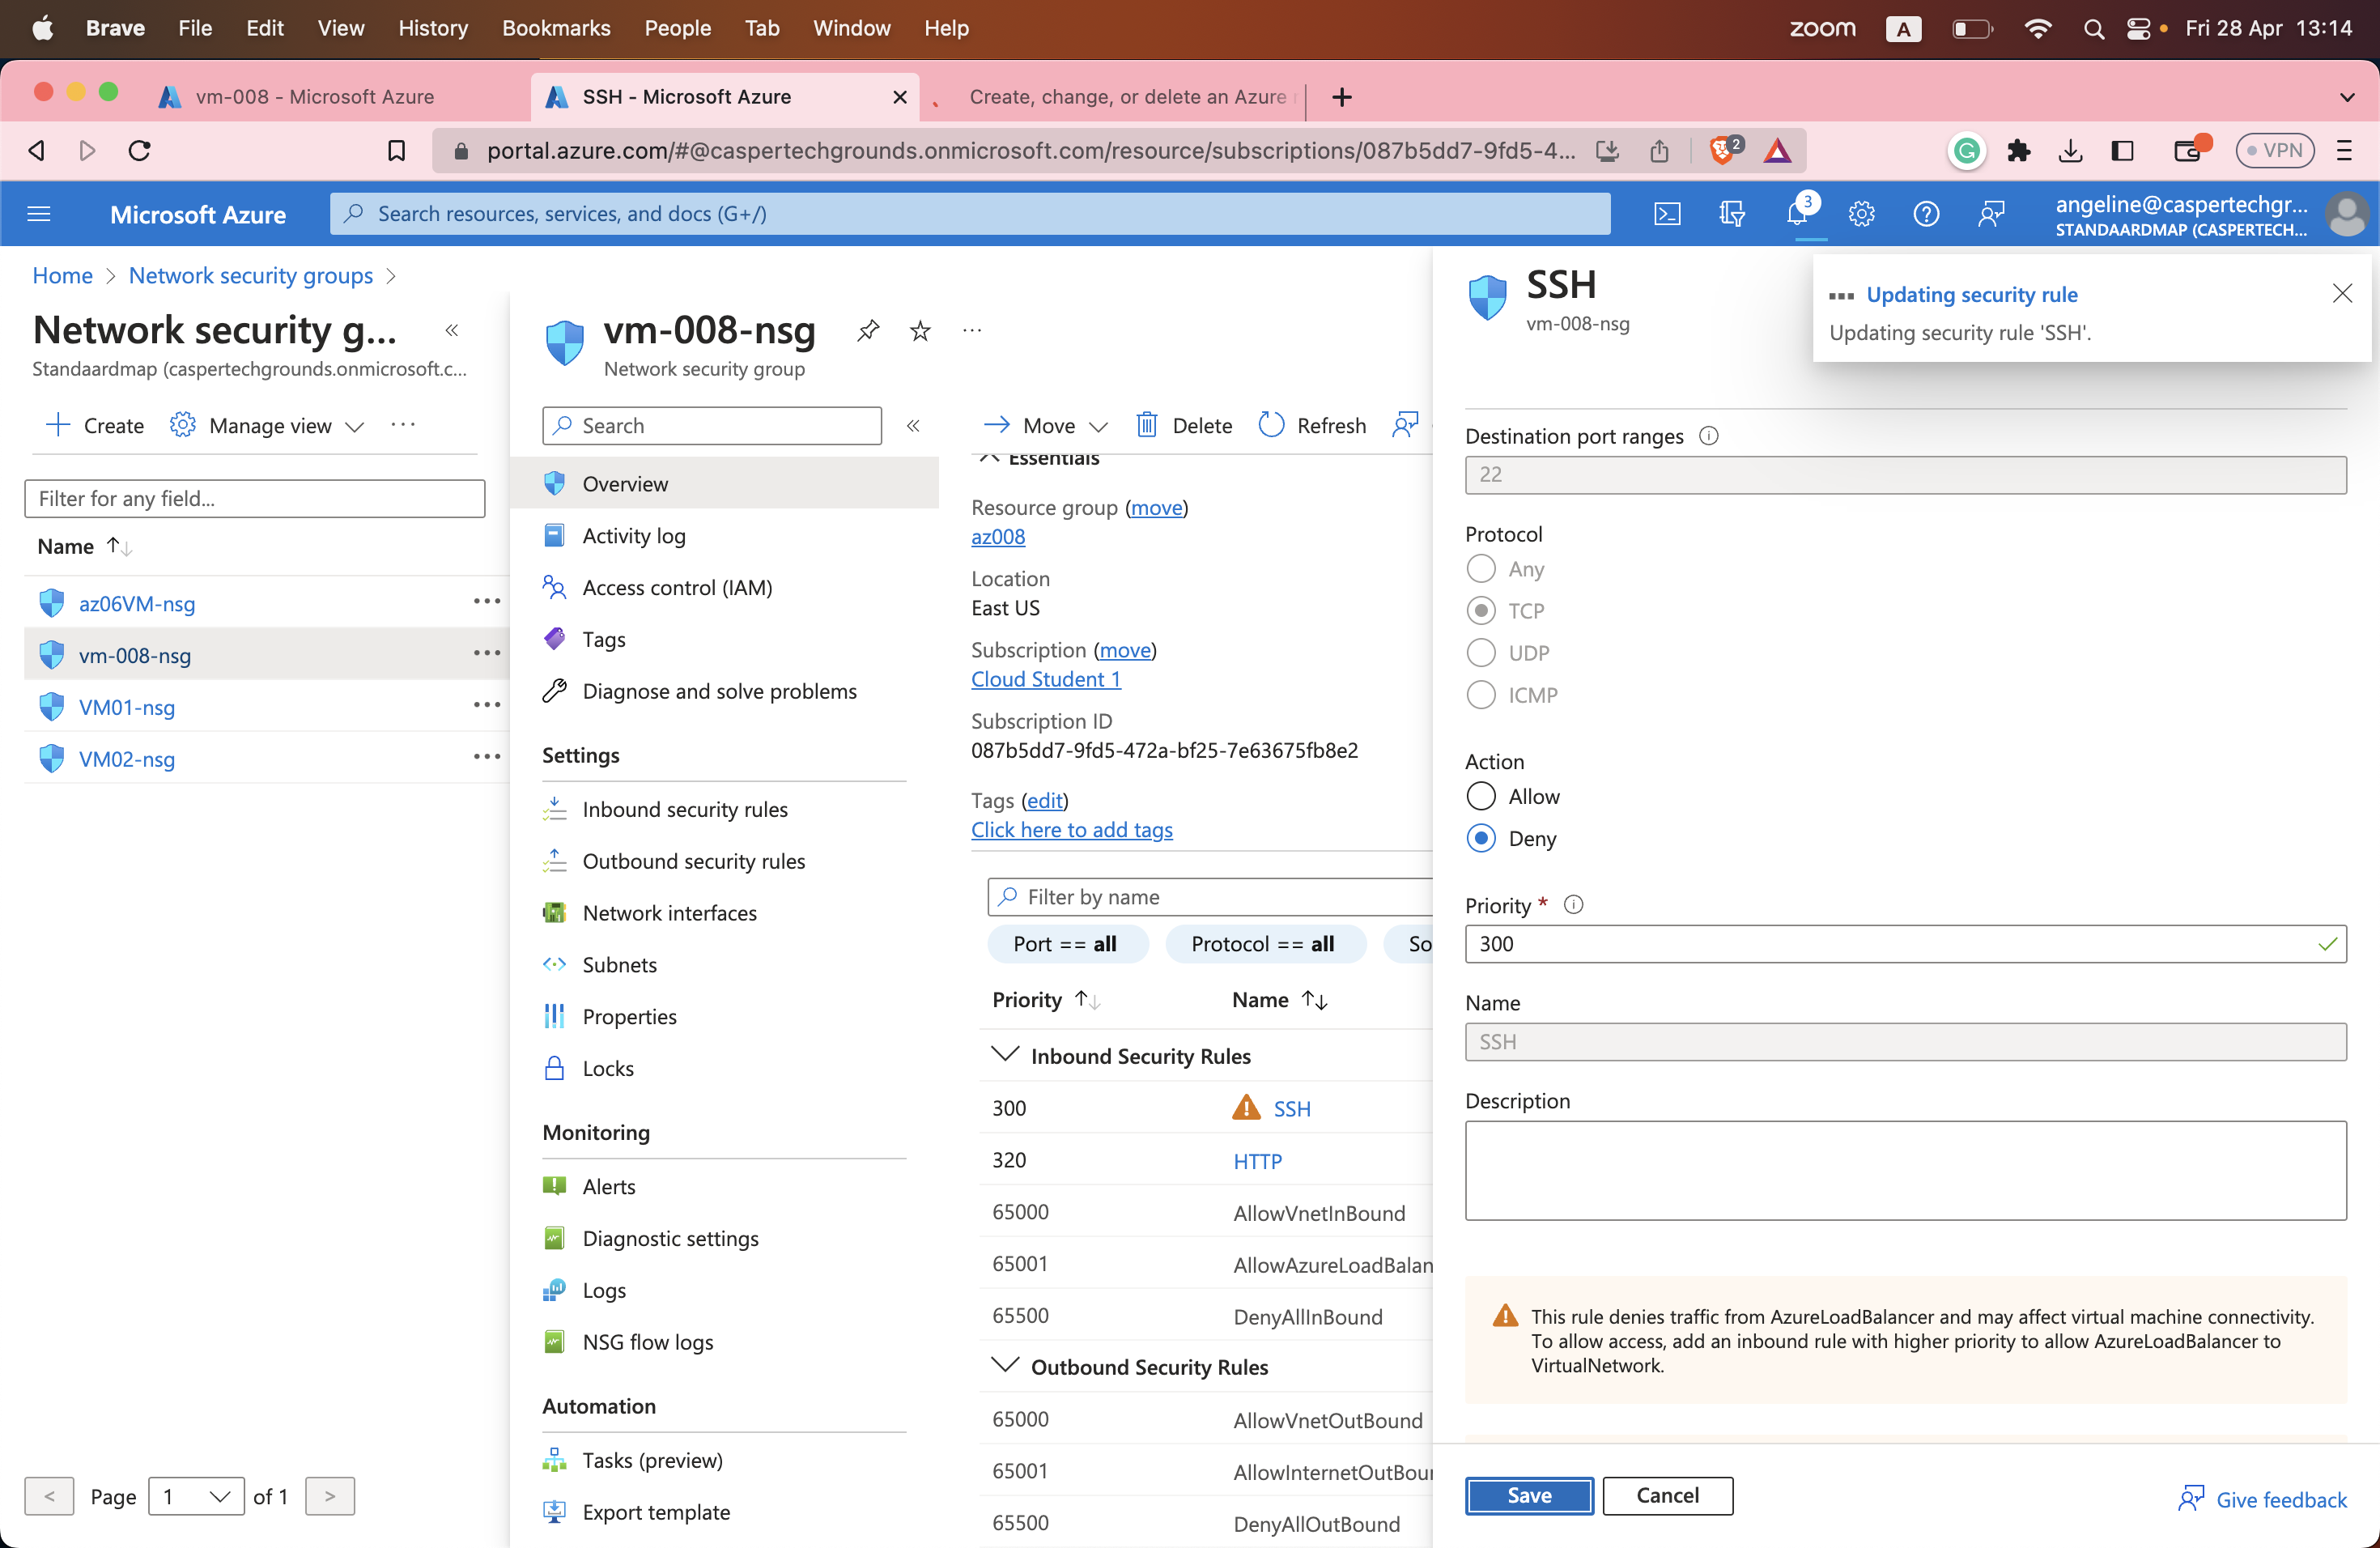 Brave File Edit View History Bookmarks People Tab Window Help
zoom A Fri 28 Apr 13:14
vm-008 - Microsoft Azure
SSH - Microsoft Azure
Create, change, or delete an Azure
portal.azure.com/#@caspertechgrounds.onmicrosoft.com/resource/subscriptions/087b5dd7-9fd5-4...
2
VPN
Microsoft Azure
Search resources, services, and docs (G+/)
3
angeline@caspertechgr...
STANDAARDMAP (CASPERTECH...
Home > Network security groups >
Network security g...
Standaardmap (caspertechgrounds.onmicrosoft.c...
Create
Manage view
Filter for any field...
Name
az06VM-nsg
vm-008-nsg
VM01-nsg
VM02-nsg
< Page 1 of 1 >
vm-008-nsg
Network security group
Search
Overview
Activity log
Access control (IAM)
Tags
Diagnose and solve problems
Settings
Inbound security rules
Outbound security rules
Network interfaces
Subnets
Properties
Locks
Monitoring
Alerts
Diagnostic settings
Logs
NSG flow logs
Automation
Tasks (preview)
Export template
Move Delete Refresh
Essentials
Resource group (move)
az008
Location
East US
Subscription (move)
Cloud Student 1
Subscription ID
087b5dd7-9fd5-472a-bf25-7e63675fb8e2
Tags (edit)
Click here to add tags
Filter by name
Port == all Protocol == all So
Priority Name
Inbound Security Rules
300 SSH
320 HTTP
65000 AllowVnetInBound
65001 AllowAzureLoadBalan
65500 DenyAllInBound
Outbound Security Rules
65000 AllowVnetOutBound
65001 AllowInternetOutBour
65500 DenyAllOutBound
SSH
vm-008-nsg
Updating security rule
Updating security rule 'SSH'.
Destination port ranges
22
Protocol
Any
TCP
UDP
ICMP
Action
Allow
Deny
Priority *
300
Name
SSH
Description
This rule denies traffic from AzureLoadBalancer and may affect virtual machine connectivity.
To allow access, add an inbound rule with higher priority to allow AzureLoadBalancer to
VirtualNetwork.
Save Cancel
Give feedback